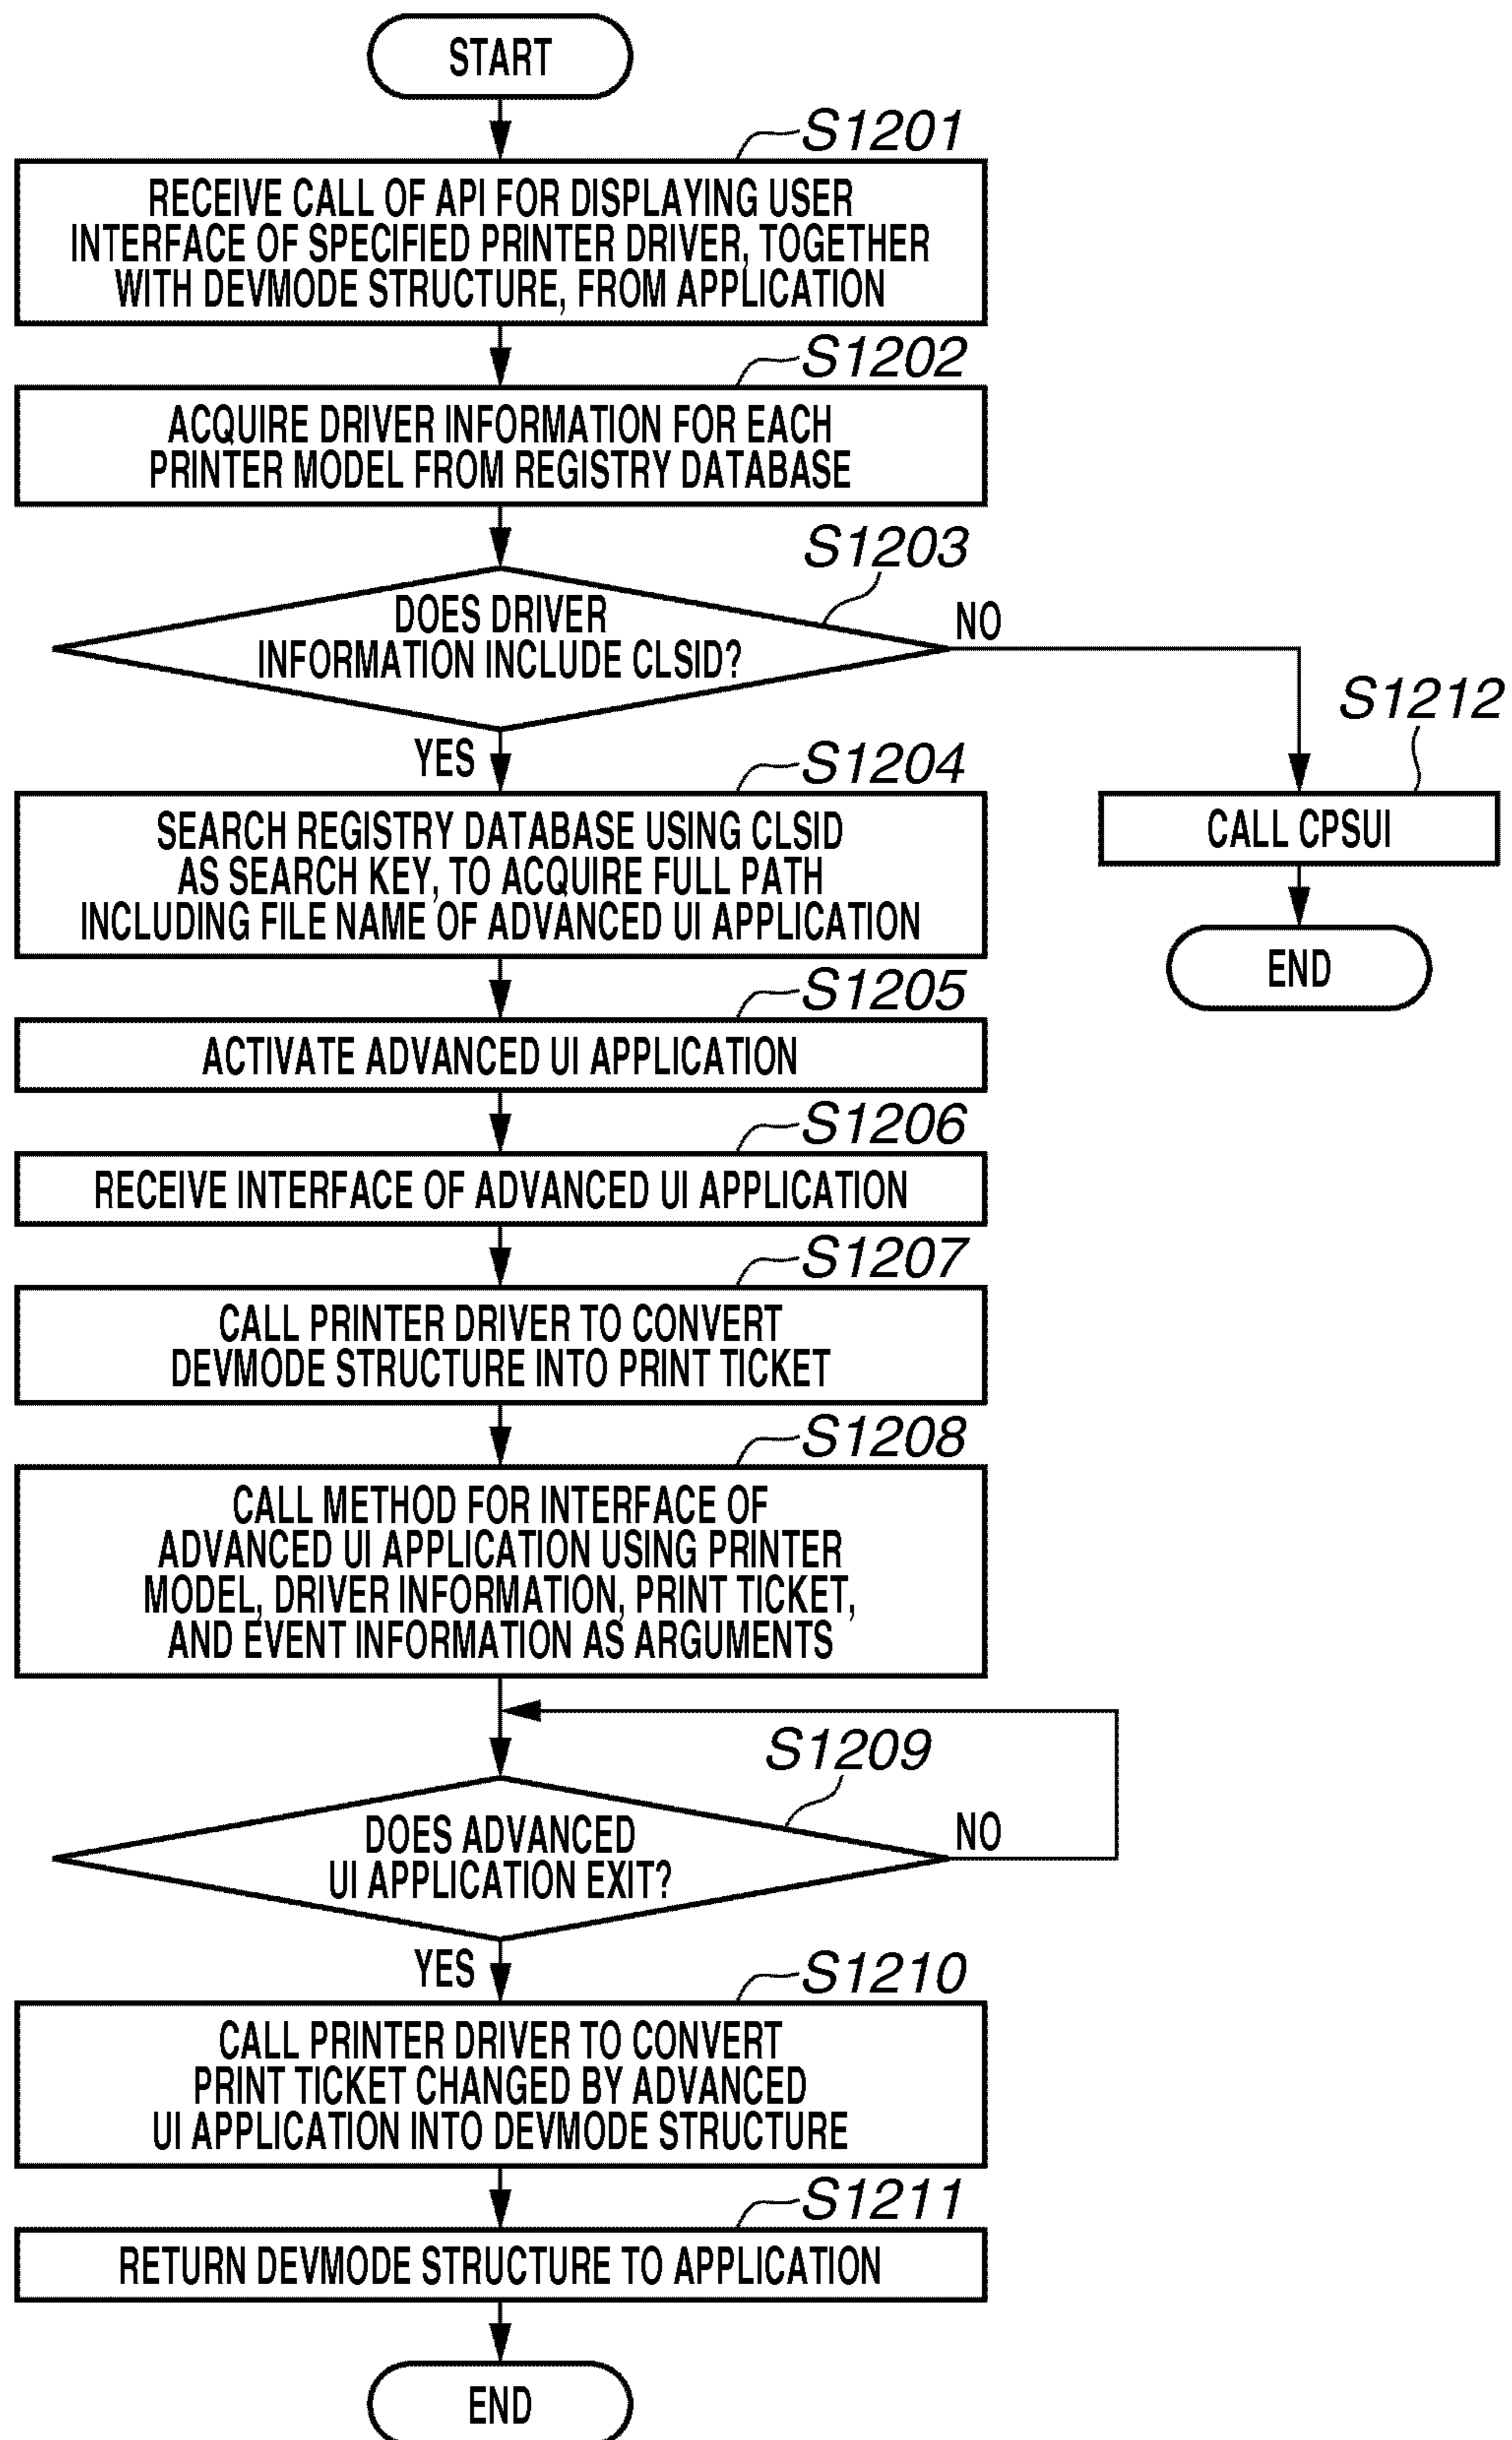 START
S1201
RECEIVE CALL OF API FOR DISPLAYING USER
INTERFACE OF SPECIFIED PRINTER DRIVER, TOGETHER
WITH DEVMODE STRUCTURE, FROM APPLICATION
S1202
ACQUIRE DRIVER INFORMATION FOR EACH
PRINTER MODEL FROM REGISTRY DATABASE
S1203
DOES DRIVER
INFORMATION INCLUDE CLSID?
NO
YES
S1212
CALL CPSUI
END
S1204
SEARCH REGISTRY DATABASE USING CLSID
AS SEARCH KEY, TO ACQUIRE FULL PATH
INCLUDING FILE NAME OF ADVANCED UI APPLICATION
S1205
ACTIVATE ADVANCED UI APPLICATION
S1206
RECEIVE INTERFACE OF ADVANCED UI APPLICATION
S1207
CALL PRINTER DRIVER TO CONVERT
DEVMODE STRUCTURE INTO PRINT TICKET
S1208
CALL METHOD FOR INTERFACE OF
ADVANCED UI APPLICATION USING PRINTER
MODEL, DRIVER INFORMATION, PRINT TICKET,
AND EVENT INFORMATION AS ARGUMENTS
S1209
DOES ADVANCED
UI APPLICATION EXIT?
NO
YES
S1210
CALL PRINTER DRIVER TO CONVERT
PRINT TICKET CHANGED BY ADVANCED
UI APPLICATION INTO DEVMODE STRUCTURE
S1211
RETURN DEVMODE STRUCTURE TO APPLICATION
END